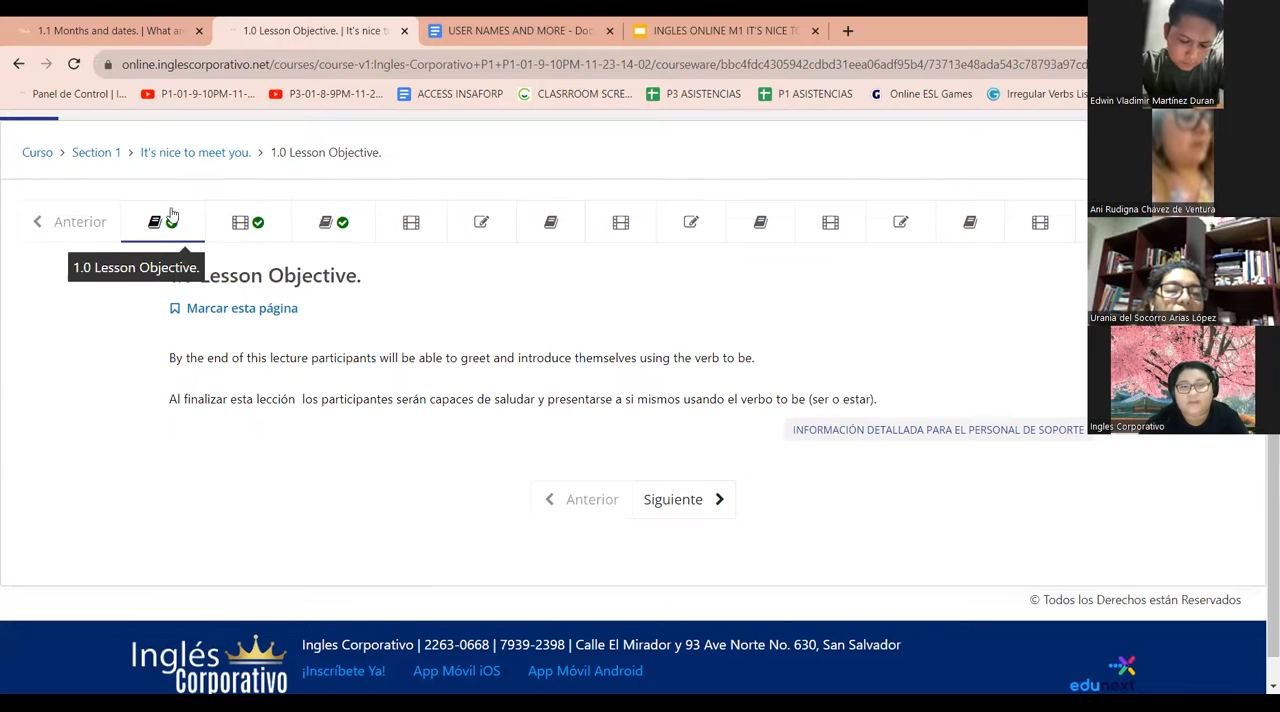 1.1 Months and dates. | What a
1.0 Lesson Objective. | It's nice t
USER NAMES AND MORE - Doc
INGLES ONLINE M1 IT'S NICE TO
online.inglescorporativo.net/courses/course-v1:Ingles-Corporativo+P1+P1-01-9-10PM-11-23-14-02/courseware/bbc4fdc4305942cdbd31eea06adf95b4/73713e48ada543c78793a97cd
Panel de Control | I...
P1-01-9-10PM-11-...
P3-01-8-9PM-11-2...
ACCESS INSAFORP
CLASRROOM SCRE...
P3 ASISTENCIAS
P1 ASISTENCIAS
Online ESL Games
Irregular Verbs Lis
Edwin Vladimir Martínez Duran
Ani Rudigna Chávez de Ventura
Urania del Socorro Arias López
Ingles Corporativo
Curso > Section 1 > It's nice to meet you. > 1.0 Lesson Objective.
Anterior
1.0 Lesson Objective.
Lesson Objective.
Marcar esta página
By the end of this lecture participants will be able to greet and introduce themselves using the verb to be.
Al finalizar esta lección los participantes serán capaces de saludar y presentarse a si mismos usando el verbo to be (ser o estar).
INFORMACIÓN DETALLADA PARA EL PERSONAL DE SOPORTE
Anterior
Siguiente
© Todos los Derechos están Reservados
Inglés
Corporativo
Ingles Corporativo | 2263-0668 | 7939-2398 | Calle El Mirador y 93 Ave Norte No. 630, San Salvador
¡Inscríbete Ya!
App Móvil iOS
App Móvil Android
edunext